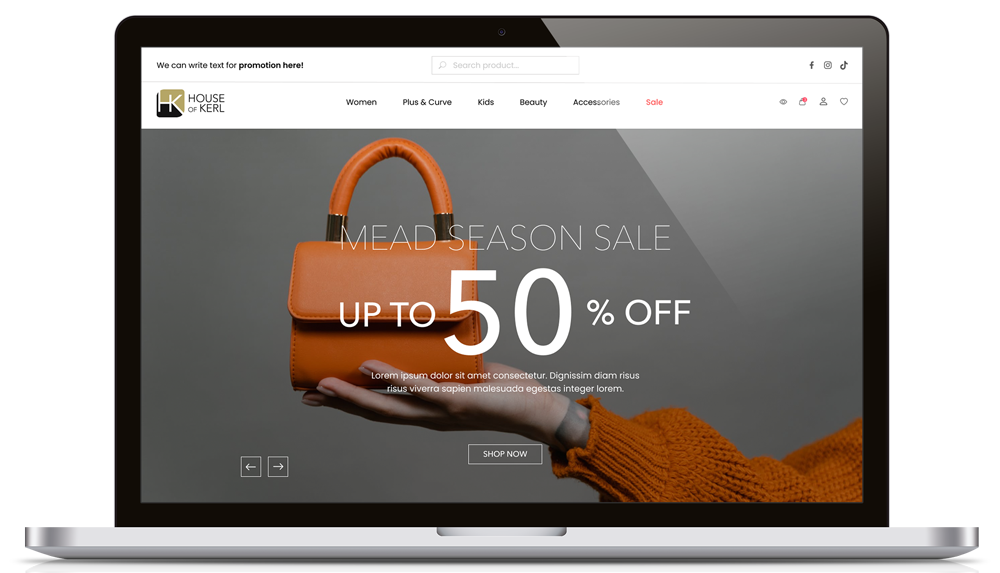 We can write text for promotion here!
Search product...
HK HOUSE
OF KERL
Women Plus & Curve Kids Beauty Accessories Sale
MEAD SEASON SALE
UP TO 50 % OFF
Lorem ipsum dolor sit amet consectetur. Dignissim diam risus
risus viverra sapien malesuada egestas integer lorem.
SHOP NOW